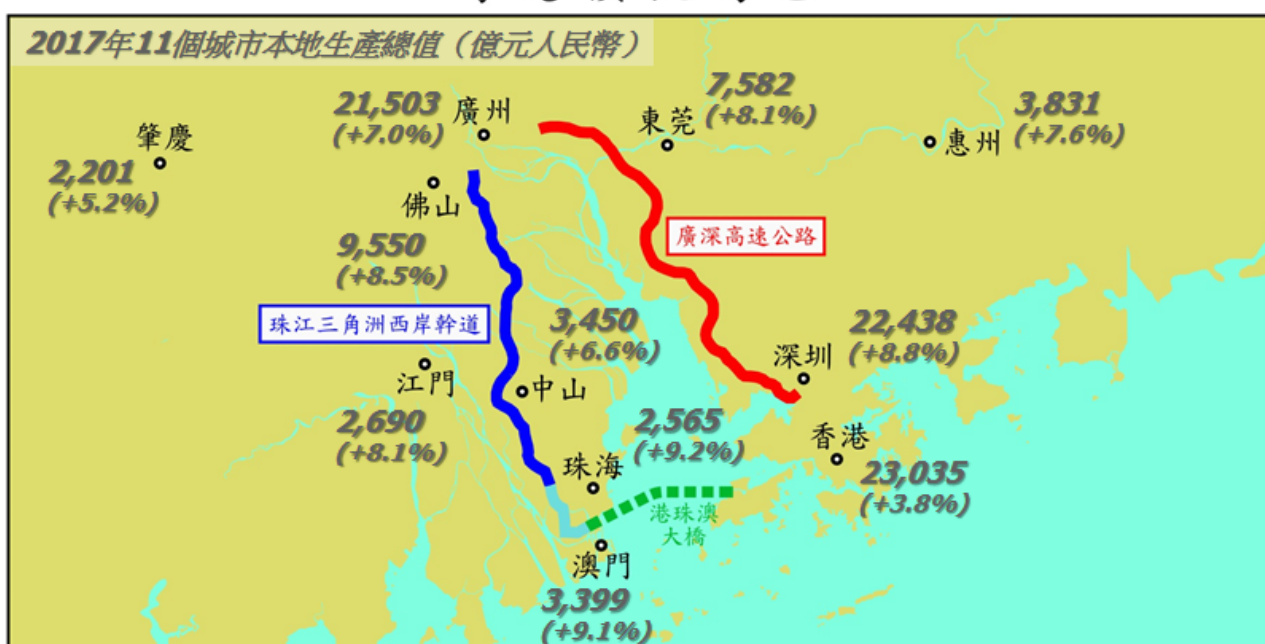 2017年11個城市本地生產總值（億元人民幣）
肇慶
2,201
(+5.2%)
21,503
(+7.0%)
廣州
佛山
9,550
(+8.5%)
東莞
7,582
(+8.1%)
惠州
3,831
(+7.6%)
廣深高速公路
珠江三角洲西岸幹道
3,450
(+6.6%)
中山
江門
2,690
(+8.1%)
深圳
22,438
(+8.8%)
珠海
2,565
(+9.2%)
香港
23,035
(+3.8%)
港珠澳
大橋
澳門
3,399
(+9.1%)